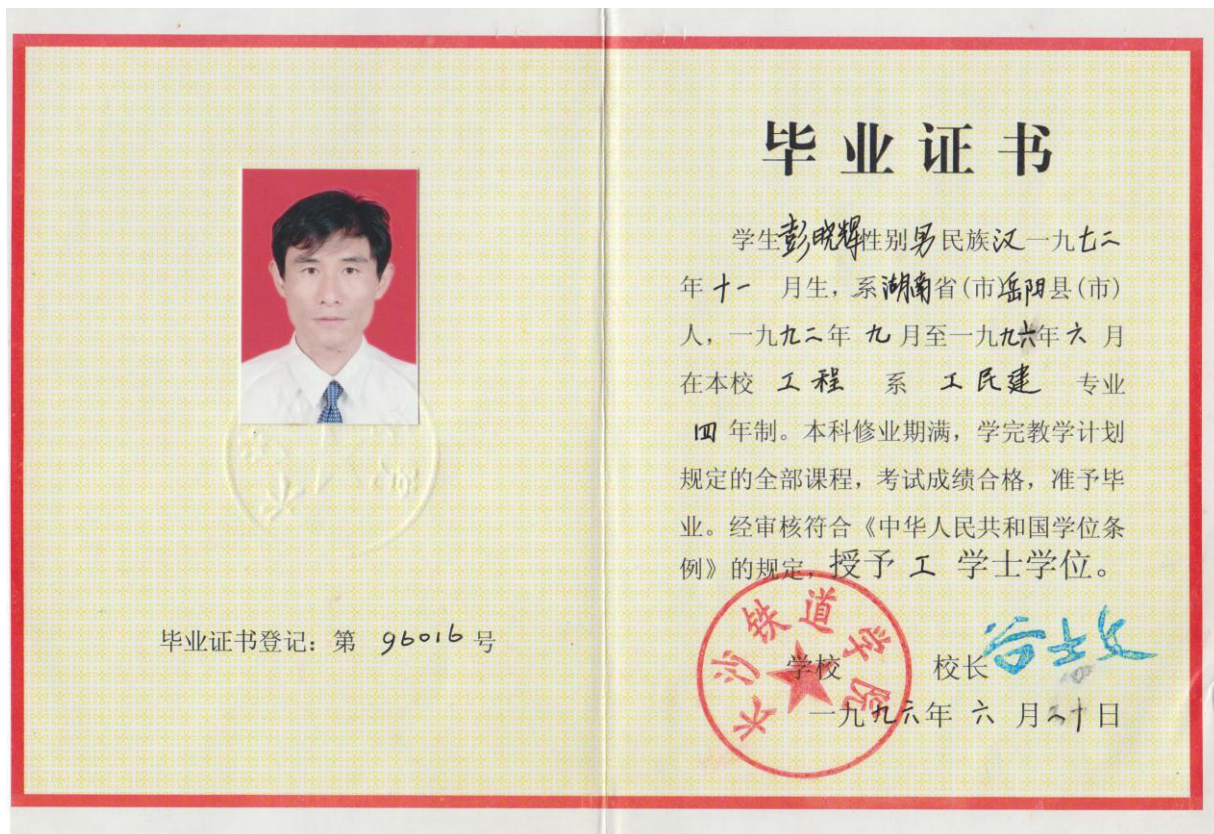 毕业证书登记：第 96016 号
毕业证书
学生彭晓辉性别男民族汉一九七二
年十一 月生，系湖南省(市)岳阳县(市)
人，一九九二年 九 月至一九九六年六 月
在本校 工程 系 工民建 专业
四 年制。本科修业期满，学完教学计划
规定的全部课程，考试成绩合格，准予毕
业。经审核符合《中华人民共和国学位条
例》的规定，授予 工 学士学位。
长沙铁道学院
学校 校长
一九九六年 六 月 日